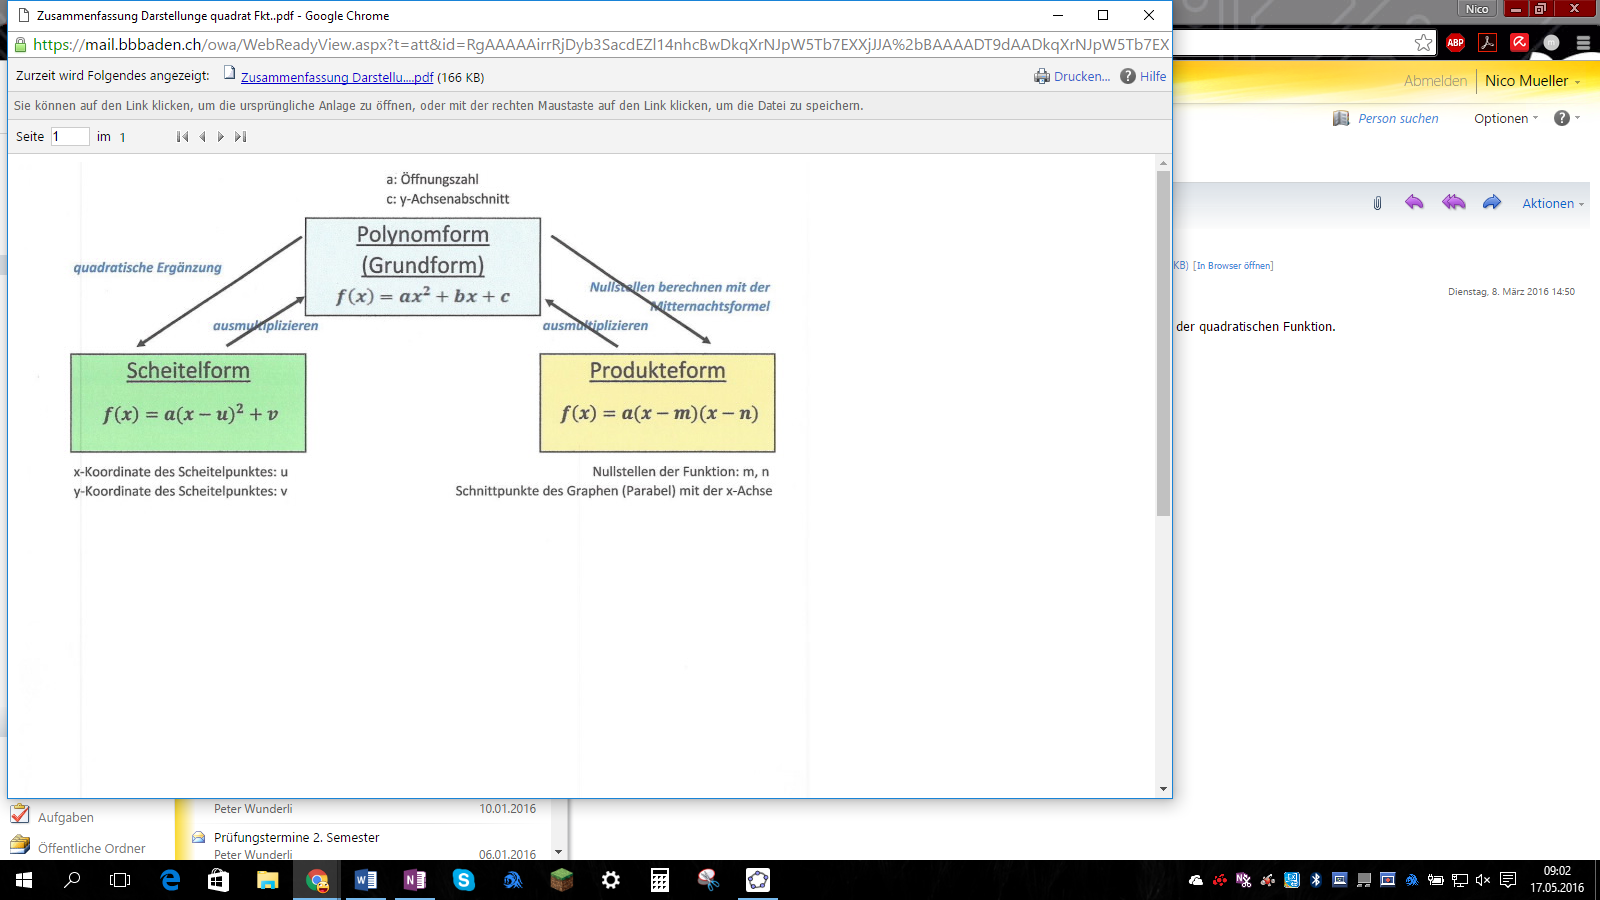 Zusammenfassung Darstellunge quadrat Fkt..pdf - Google Chrome
Nico
https://mail.bbbaden.ch/owa/WebReadyView.aspx?t=att&id=RgAAAAAirrRjDyb3SacdEZl14nhcBwDkqXrNJpW5Tb7EXXjJJA%2bBAAAADT9dAADkqXrNJpW5Tb7EX
ABP
Zurzeit wird Folgendes angezeigt: Zusammenfassung Darstellu....pdf (166 KB)
Drucken... Hilfe
Abmelden Nico Mueller
Sie können auf den Link klicken, um die ursprüngliche Anlage zu öffnen, oder mit der rechten Maustaste auf den Link klicken, um die Datei zu speichern.
Person suchen Optionen
Seite 1 im 1
a: Öffnungszahl
c: y-Achsenabschnitt
Aktionen
Polynomform
(Grundform)
f(x) = ax² + bx + c
quadratische Ergänzung
Nullstellen berechnen mit der
Mitternachtsformel
ausmultiplizieren
ausmultiplizieren
KB) [In Browser öffnen]
Dienstag, 8. März 2016 14:50
der quadratischen Funktion.
Scheitelform
f(x) = a(x − u)² + v
Produkteform
f(x) = a(x − m)(x − n)
x-Koordinate des Scheitelpunktes: u
y-Koordinate des Scheitelpunktes: v
Nullstellen der Funktion: m, n
Schnittpunkte des Graphen (Parabel) mit der x-Achse
Aufgaben
Öffentliche Ordner
Peter Wunderli 10.01.2016
Prüfungstermine 2. Semester
Peter Wunderli 06.01.2016
09:02
17.05.2016